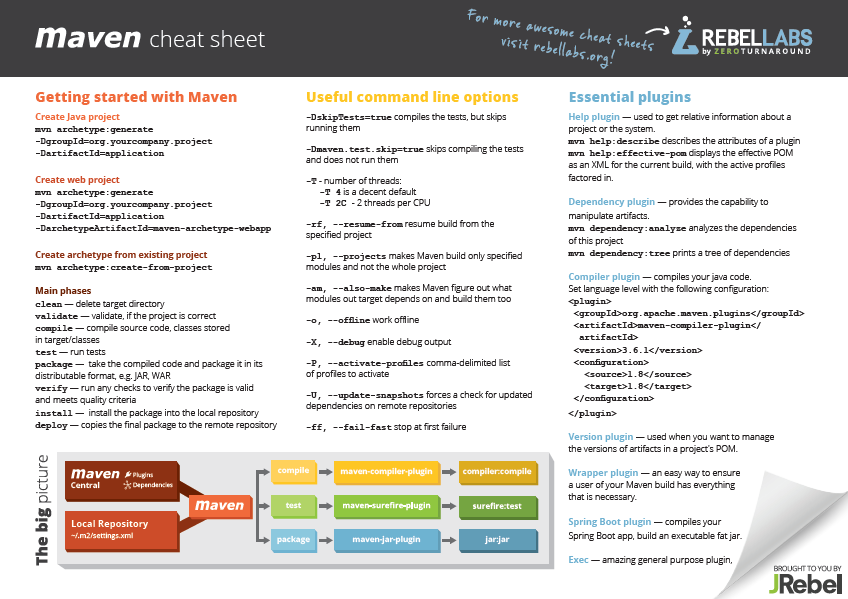 maven cheat sheet
For more awesome cheat sheets
visit rebellabs.org!
REBELLABS
by ZEROTURNAROUND
Getting started with Maven
Create Java project
mvn archetype:generate
-DgroupId=org.yourcompany.project
-DartifactId=application
Create web project
mvn archetype:generate
-DgroupId=org.yourcompany.project
-DartifactId=application
-DarchetypeArtifactId=maven-archetype-webapp
Create archetype from existing project
mvn archetype:create-from-project
Main phases
clean — delete target directory
validate — validate, if the project is correct
compile — compile source code, classes stored
in target/classes
test — run tests
package — take the compiled code and package it in its
distributable format, e.g. JAR, WAR
verify — run any checks to verify the package is valid
and meets quality criteria
install — install the package into the local repository
deploy — copies the final package to the remote repository
Useful command line options
-DskipTests=true compiles the tests, but skips
running them
-Dmaven.test.skip=true skips compiling the tests
and does not run them
-T - number of threads:
-T 4 is a decent default
-T 2C - 2 threads per CPU
-rf, --resume-from resume build from the
specified project
-pl, --projects makes Maven build only specified
modules and not the whole project
-am, --also-make makes Maven figure out what
modules out target depends on and build them too
-o, --offline work offline
-X, --debug enable debug output
-P, --activate-profiles comma-delimited list
of profiles to activate
-U, --update-snapshots forces a check for updated
dependencies on remote repositories
-ff, --fail-fast stop at first failure
Essential plugins
Help plugin — used to get relative information about a
project or the system.
mvn help:describe describes the attributes of a plugin
mvn help:effective-pom displays the effective POM
as an XML for the current build, with the active profiles
factored in.
Dependency plugin — provides the capability to
manipulate artifacts.
mvn dependency:analyse analyzes the dependencies
of this project
mvn dependency:tree prints a tree of dependencies
Compiler plugin — compiles your java code.
Set language level with the following configuration:
<plugin>
<groupId>org.apache.maven.plugins</groupId>
<artifactId>maven-compiler-plugin</
artifactId>
<version>3.6.1</version>
<configuration>
<source>1.8</source>
<target>1.8</target>
</configuration>
</plugin>
Version plugin — used when you want to manage
the versions of artifacts in a project's POM.
Wrapper plugin — an easy way to ensure
a user of your Maven build has everything
that is necessary.
Spring Boot plugin — compiles your
Spring Boot app, build an executable fat jar.
Exec — amazing general purpose plugin,
The big picture
maven
Central
Plugins
Dependencies
Local Repository
~/.m2/settings.xml
maven
compile
maven-compiler-plugin
compiler:compile
test
maven-surefire-plugin
surefire:test
package
maven-jar-plugin
jar:jar
BROUGHT TO YOU BY
JRebel